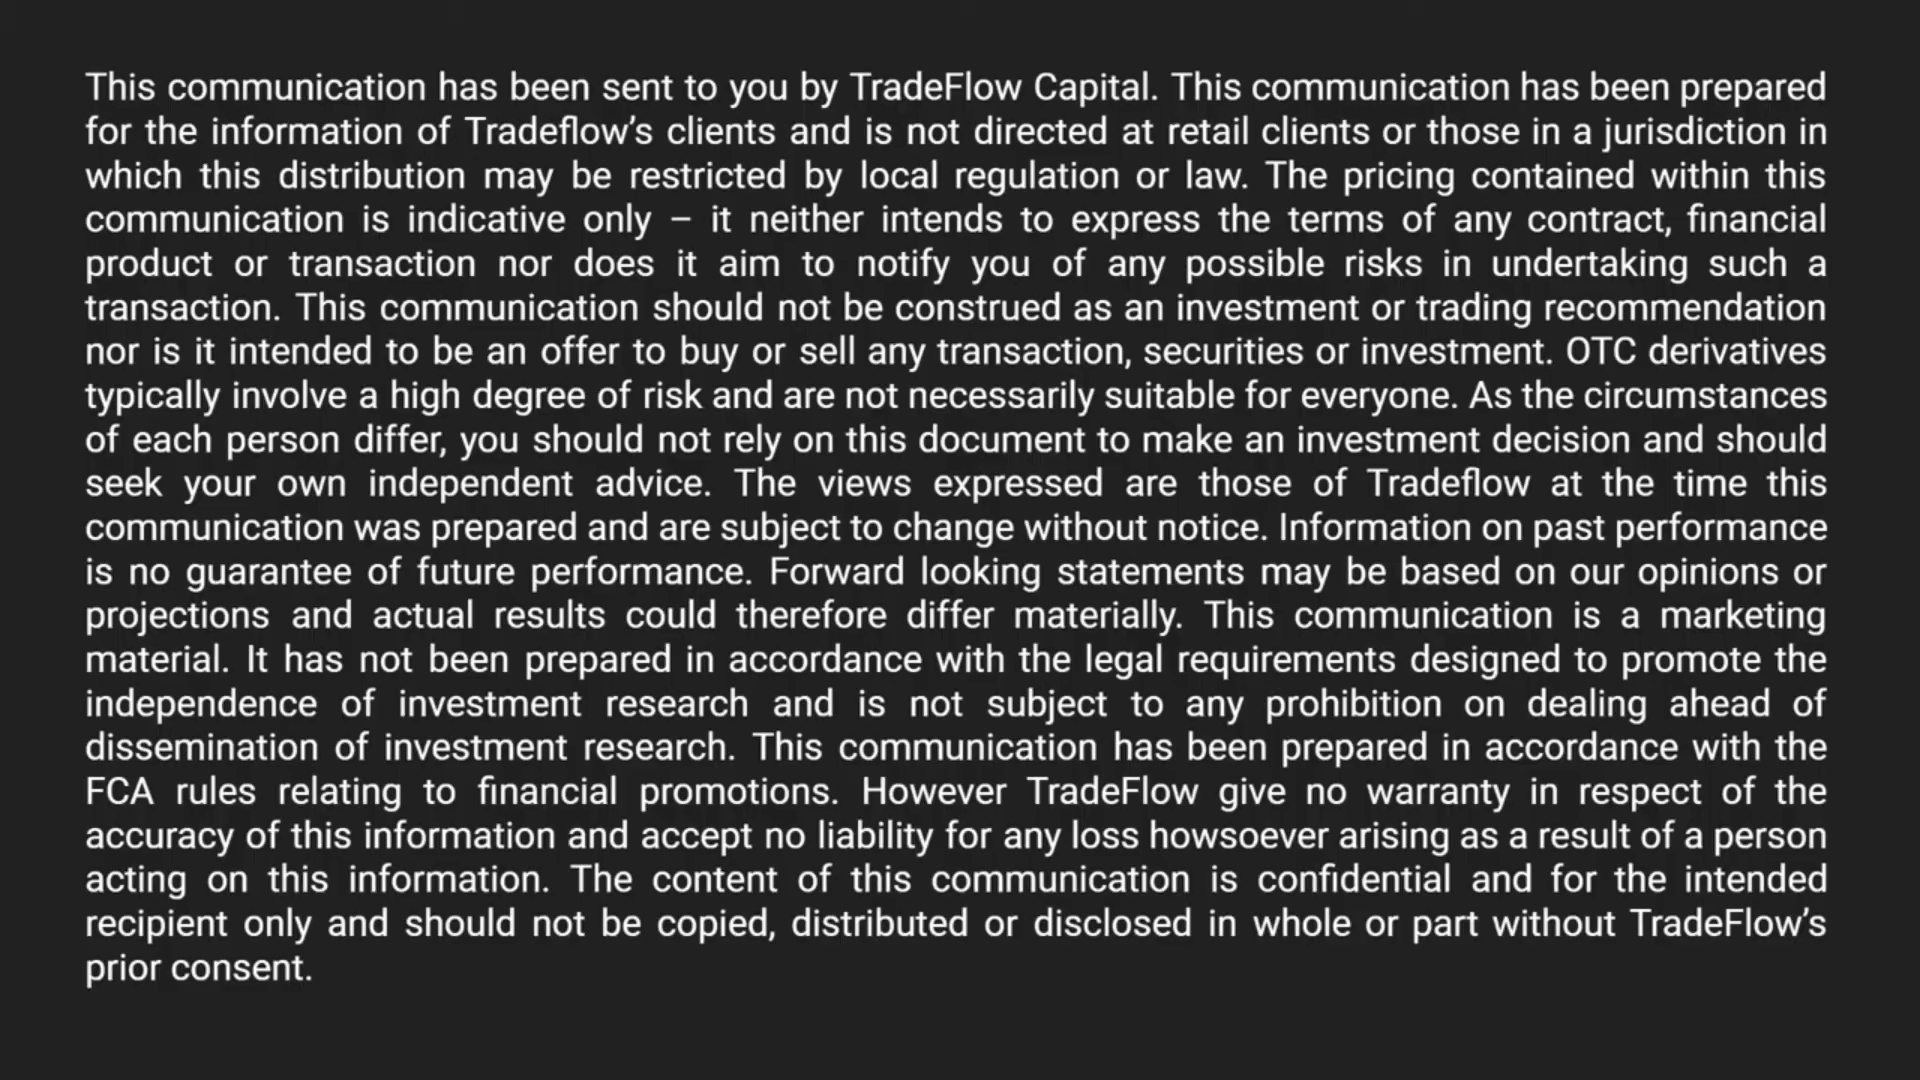 This communication has been sent to you by TradeFlow Capital. This communication has been prepared
for the information of Tradeflow’s clients and is not directed at retail clients or those in a jurisdiction in
which this distribution may be restricted by local regulation or law. The pricing contained within this
communication is indicative only – it neither intends to express the terms of any contract, financial
product or transaction nor does it aim to notify you of any possible risks in undertaking such a
transaction. This communication should not be construed as an investment or trading recommendation
nor is it intended to be an offer to buy or sell any transaction, securities or investment. OTC derivatives
typically involve a high degree of risk and are not necessarily suitable for everyone. As the circumstances
of each person differ, you should not rely on this document to make an investment decision and should
seek your own independent advice. The views expressed are those of Tradeflow at the time this
communication was prepared and are subject to change without notice. Information on past performance
is no guarantee of future performance. Forward looking statements may be based on our opinions or
projections and actual results could therefore differ materially. This communication is a marketing
material. It has not been prepared in accordance with the legal requirements designed to promote the
independence of investment research and is not subject to any prohibition on dealing ahead of
dissemination of investment research. This communication has been prepared in accordance with the
FCA rules relating to financial promotions. However TradeFlow give no warranty in respect of the
accuracy of this information and accept no liability for any loss howsoever arising as a result of a person
acting on this information. The content of this communication is confidential and for the intended
recipient only and should not be copied, distributed or disclosed in whole or part without TradeFlow’s
prior consent.